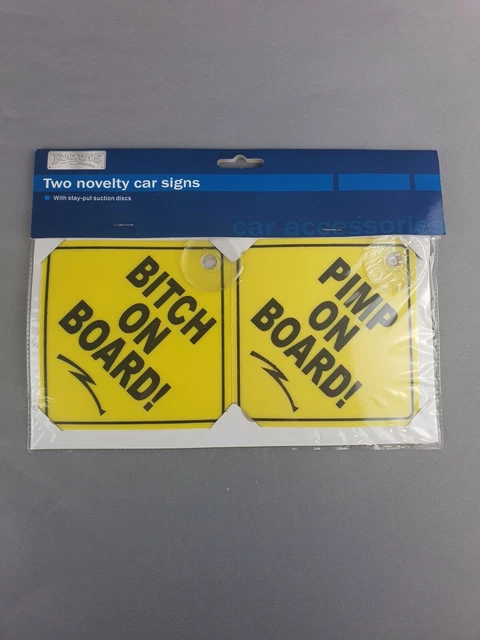 Two novelty car signs
With stay-put suction discs
car accessories
BITCH
ON
BOARD!
PIMP
ON
BOARD!